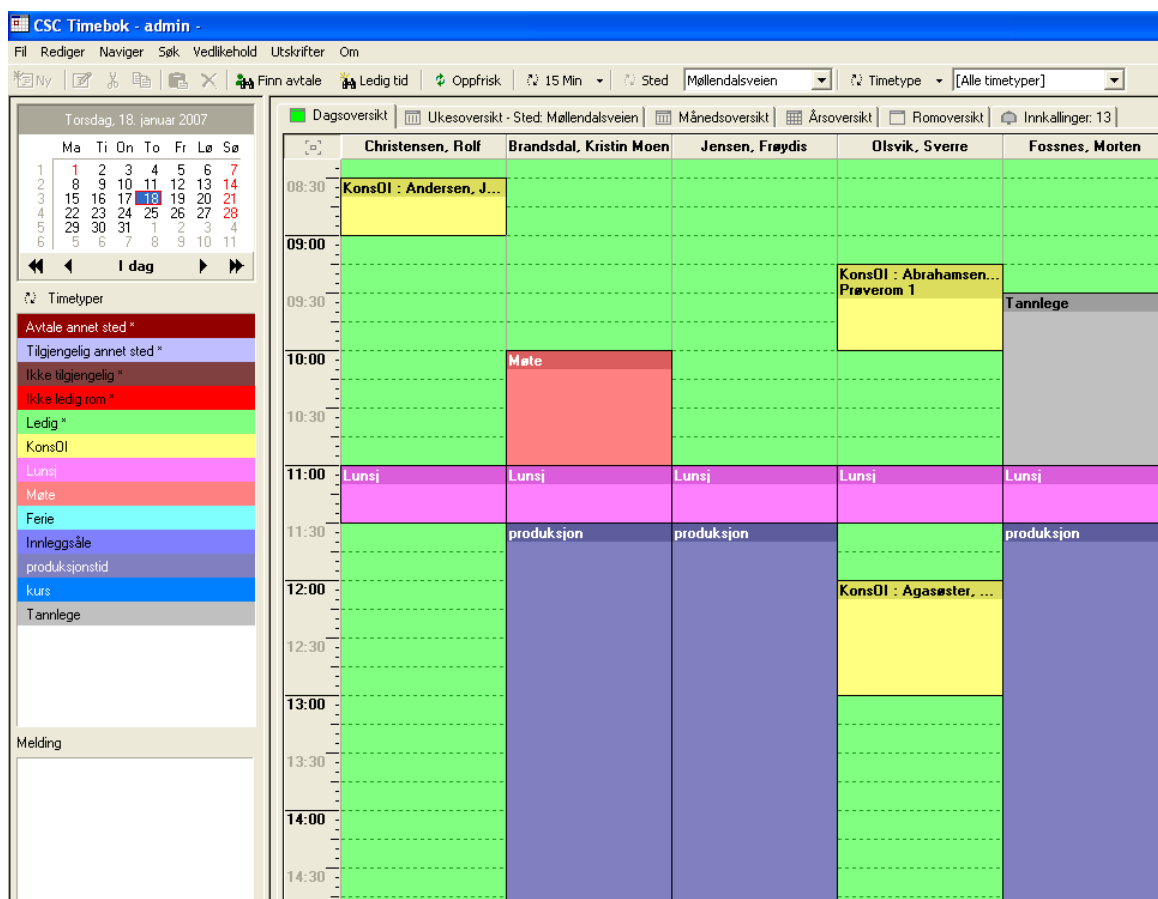 CSC Timebok - admin -
Fil Rediger Naviger Søk Vedlikehold Utskrifter Om
Ny Finn avtale Ledig tid Oppfrisk 15 Min Sted Møllendalsveien Timetype [Alle timetyper]
Torsdag, 18. januar 2007
Ma Ti On To Fr Lø Sø
1 1 2 3 4 5 6 7
2 8 9 10 11 12 13 14
3 15 16 17 18 19 20 21
4 22 23 24 25 26 27 28
5 29 30 31 1 2 3 4
6 5 6 7 8 9 10 11
I dag
Timetyper
Avtale annet sted *
Tilgjengelig annet sted *
Ikke tilgjengelig *
Ikke ledig rom *
Ledig *
KonsOI
Lunsj
Møte
Ferie
Innleggsåle
produksjonstid
kurs
Tannlege
Melding
Dagsoversikt Ukesoversikt - Sted: Møllendalsveien Månedsoversikt Årsoversikt Romoversikt Innkallinger: 13
Christensen, Rolf Brandsdal, Kristin Moen Jensen, Frøydis Olsvik, Sverre Fossnes, Morten
08:30 KonsOI : Andersen, J...
09:00
KonsOI : Abrahamsen...
Prøverom 1
09:30 Tannlege
10:00 Møte
10:30
11:00 Lunsj Lunsj Lunsj Lunsj Lunsj
11:30 produksjon produksjon produksjon
12:00 KonsOI : Agasøster, ...
12:30
13:00
13:30
14:00
14:30